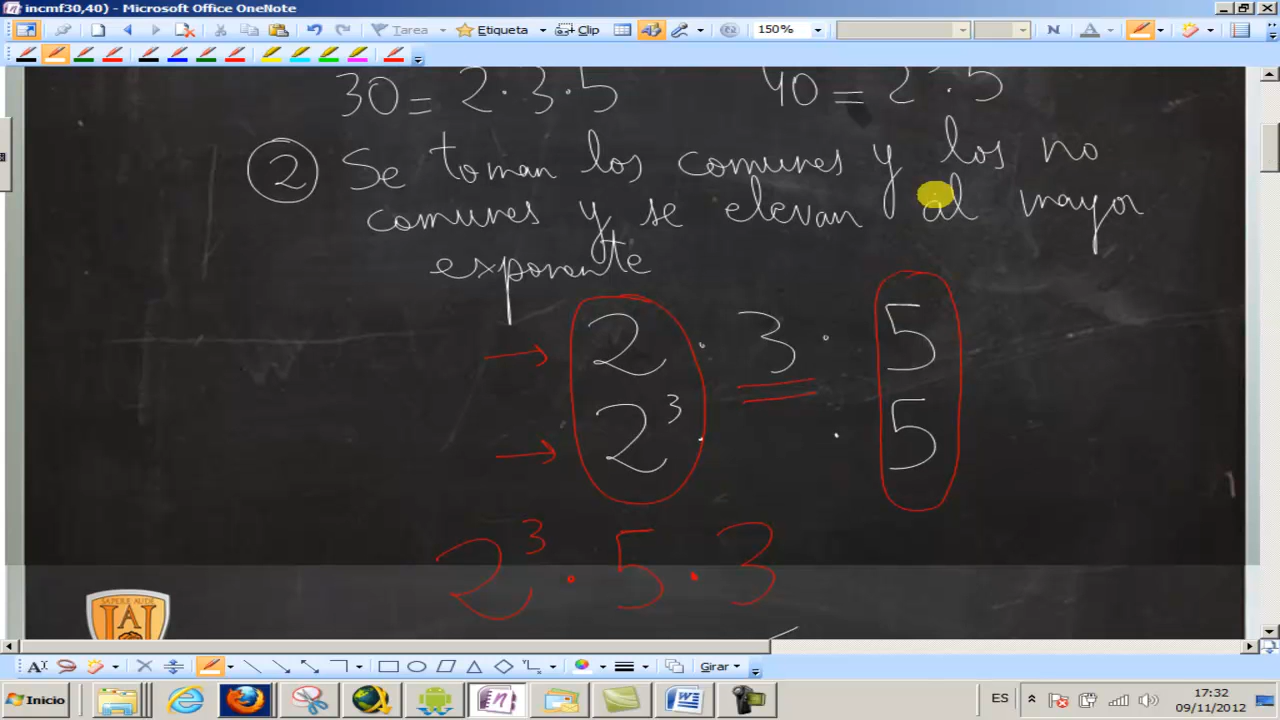 incmf30,40) - Microsoft Office OneNote
Tarea Etiqueta Clip 150% N A
30 = 2 · 3 · 5 40 = 2³ · 5
2 Se toman los comunes y los no
comunes y se elevan al mayor
exponente
2 · 3 · 5
2³ · · 5
2³ · 5 · 3
SAPERE AUDE
Girar
Inicio ES 17:32
09/11/2012